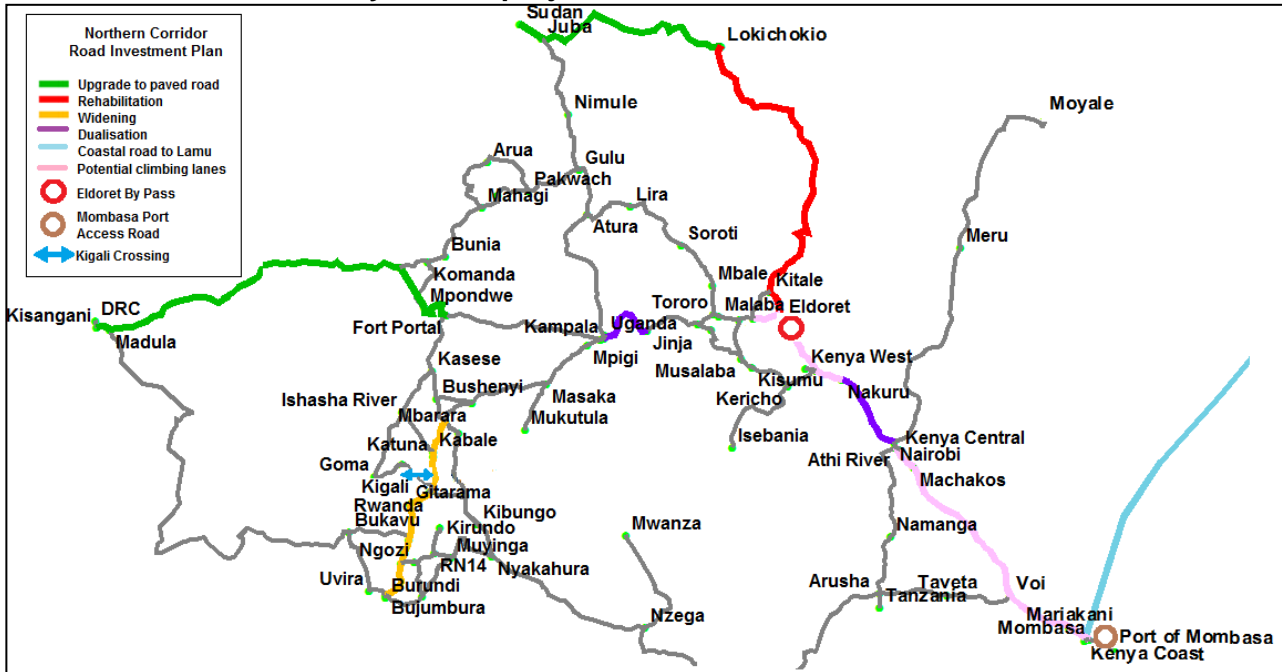 Northern Corridor
Road Investment Plan
Upgrade to paved road
Rehabilitation
Widening
Dualisation
Coastal road to Lamu
Potential climbing lanes
Eldoret By Pass
Mombasa Port
Access Road
Kigali Crossing
Sudan
Juba
Lokichokio
Nimule
Moyale
Arua
Gulu
Pakwach
Mahagi
Lira
Atura
Meru
Soroti
Bunia
Komanda
Mbale
Kitale
Mpondwe
Tororo
Malaba
Eldoret
Kisangani
DRC
Madula
Fort Portal
Kampala
Uganda
Jinja
Mpigi
Kasese
Musalaba
Kenya West
Kisumu
Bushenyi
Masaka
Kericho
Nakuru
Ishasha River
Mbarara
Mukutula
Katuna
Kabale
Isebania
Kenya Central
Nairobi
Athi River
Goma
Kigali
Gitarama
Machakos
Rwanda
Bukavu
Kibungo
Kirundo
Mwanza
Namanga
Ngozi
Muyinga
RN14
Nyakahura
Uvira
Burundi
Bujumbura
Arusha
Taveta
Tanzania
Voi
Nzega
Mariakani
Mombasa
Port of Mombasa
Kenya Coast